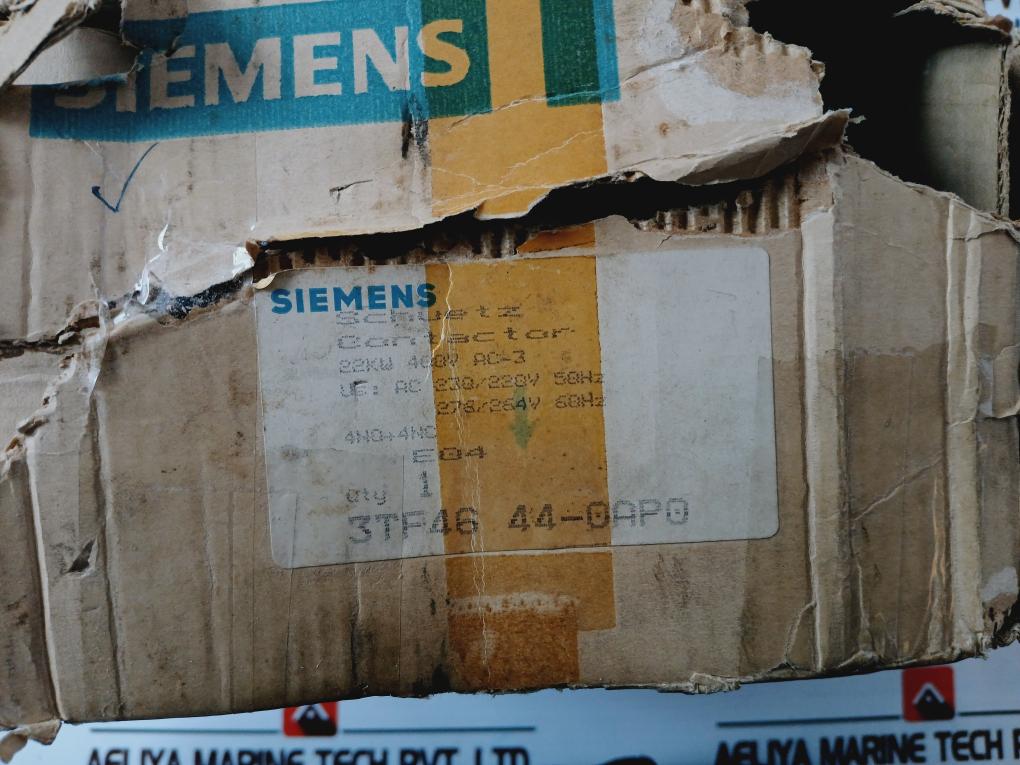 SIEMENS
SIEMENS
Schuetz
Contactor
22KW 400V AC-3
US: AC 230/220V 50Hz
276/264V 60Hz
4NO+4NC
E04
Qty 1
3TF46 44-0AP0
AELIYA MARINE TECH PVT. LTD
AELIYA MARINE TECH P